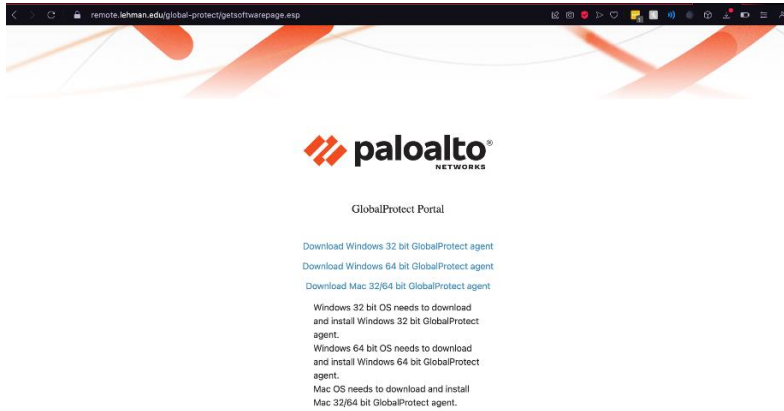 remote.lehman.edu/global-protect/getsoftwarepage.esp
paloalto®
NETWORKS
GlobalProtect Portal
Download Windows 32 bit GlobalProtect agent
Download Windows 64 bit GlobalProtect agent
Download Mac 32/64 bit GlobalProtect agent
Windows 32 bit OS needs to download
and install Windows 32 bit GlobalProtect
agent.
Windows 64 bit OS needs to download
and install Windows 64 bit GlobalProtect
agent.
Mac OS needs to download and install
Mac 32/64 bit GlobalProtect agent.